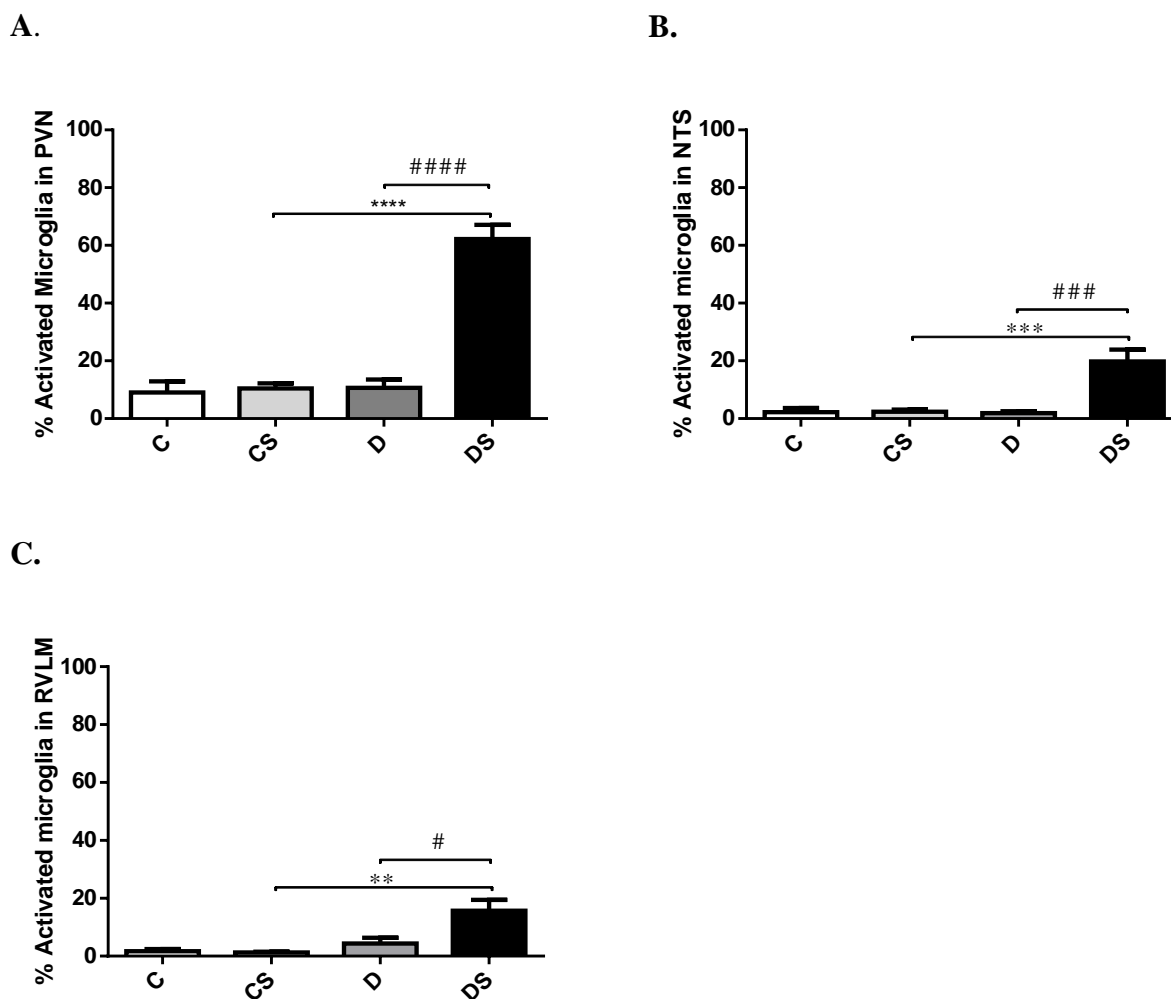 A.
% Activated Microglia in PVN
100
80
60
40
20
0
####
****
C
CS
D
DS
B.
% Activated microglia in NTS
100
80
60
40
20
0
###
***
C
CS
D
DS
C.
% Activated microglia in RVLM
100
80
60
40
20
0
#
**
C
CS
D
DS